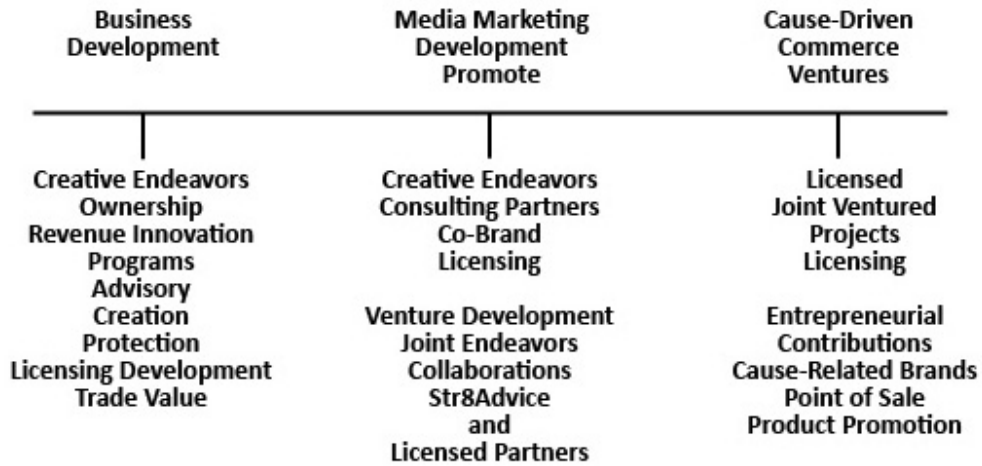 Business
Development
Media Marketing
Development
Promote
Cause-Driven
Commerce
Ventures
Creative Endeavors
Ownership
Revenue Innovation
Programs
Advisory
Creation
Protection
Licensing Development
Trade Value
Creative Endeavors
Consulting Partners
Co-Brand
Licensing
Venture Development
Joint Endeavors
Collaborations
Str8Advice
and
Licensed Partners
Licensed
Joint Ventured
Projects
Licensing
Entrepreneurial
Contributions
Cause-Related Brands
Point of Sale
Product Promotion